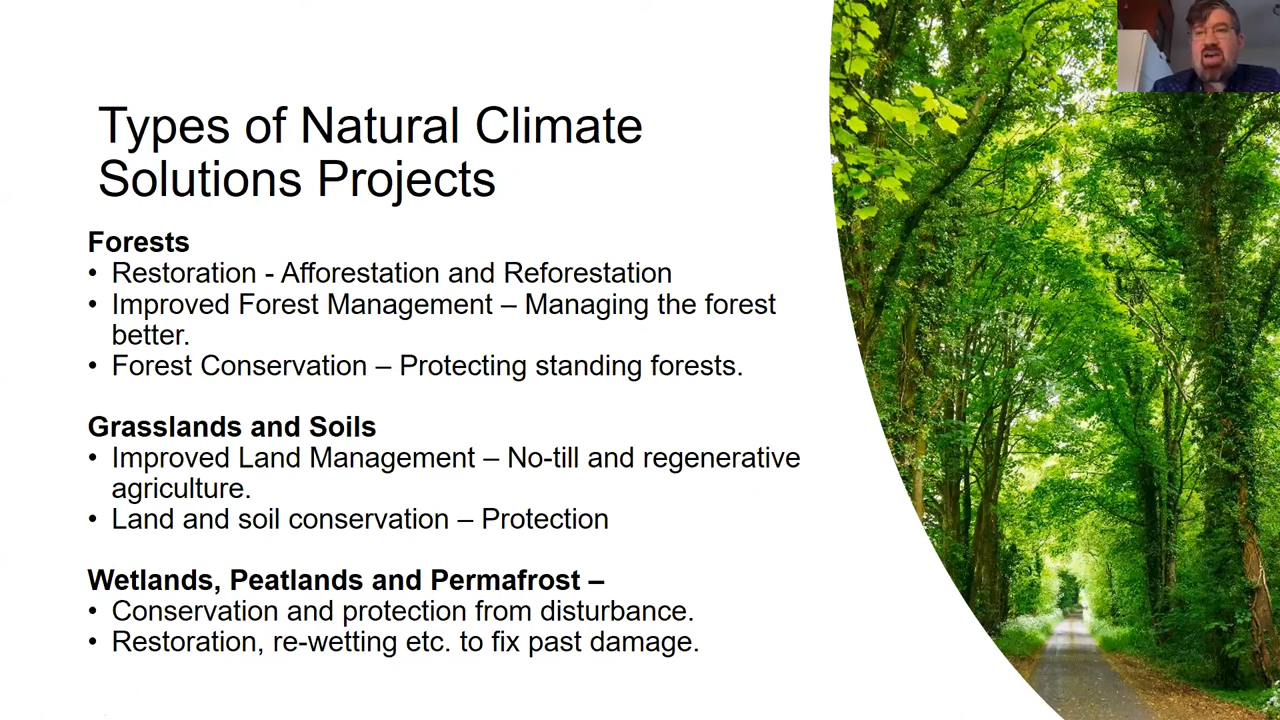 Types of Natural Climate
Solutions Projects
Forests
• Restoration - Afforestation and Reforestation
• Improved Forest Management – Managing the forest
better.
• Forest Conservation – Protecting standing forests.
Grasslands and Soils
• Improved Land Management – No-till and regenerative
agriculture.
• Land and soil conservation – Protection
Wetlands, Peatlands and Permafrost –
• Conservation and protection from disturbance.
• Restoration, re-wetting etc. to fix past damage.